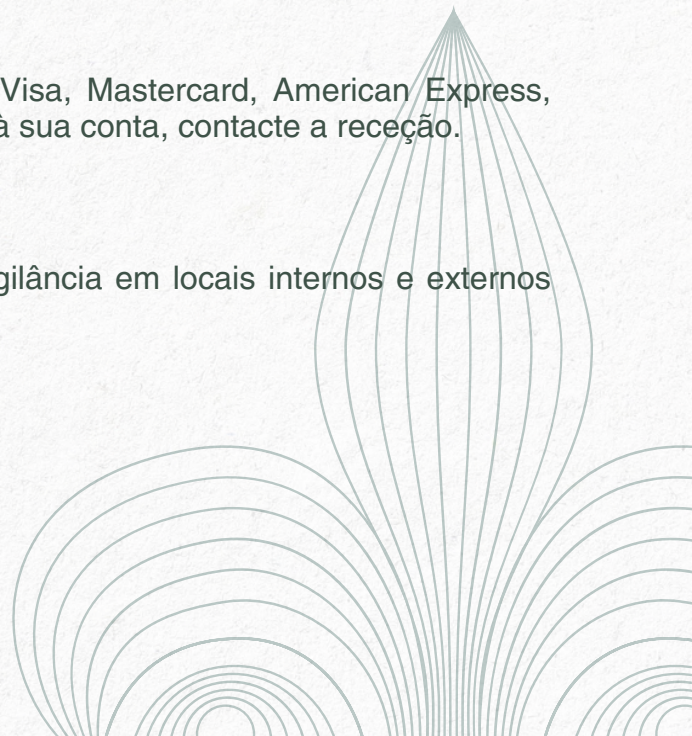 Visa, Mastercard, American Express,
à sua conta, contacte a receção.
gilância em locais internos e externos